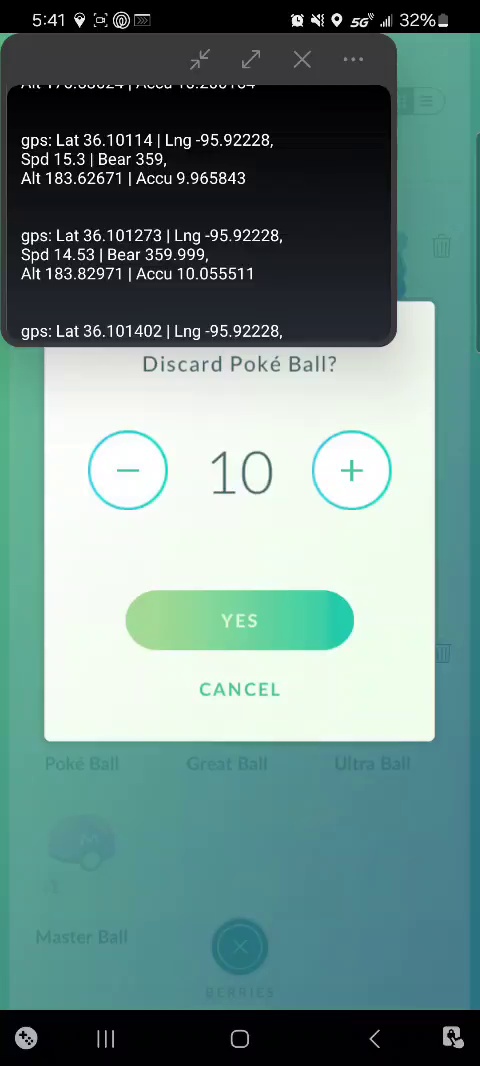 5:41
5G
32%
gps: Lat 36.10114 | Lng -95.92228,
Spd 15.3 | Bear 359,
Alt 183.62671 | Accu 9.965843
gps: Lat 36.101273 | Lng -95.92228,
Spd 14.53 | Bear 359.999,
Alt 183.82971 | Accu 10.055511
gps: Lat 36.101402 | Lng -95.92228,
Discard Poké Ball?
− 10 +
YES
CANCEL
Poké Ball Great Ball Ultra Ball
Master Ball
BERRIES